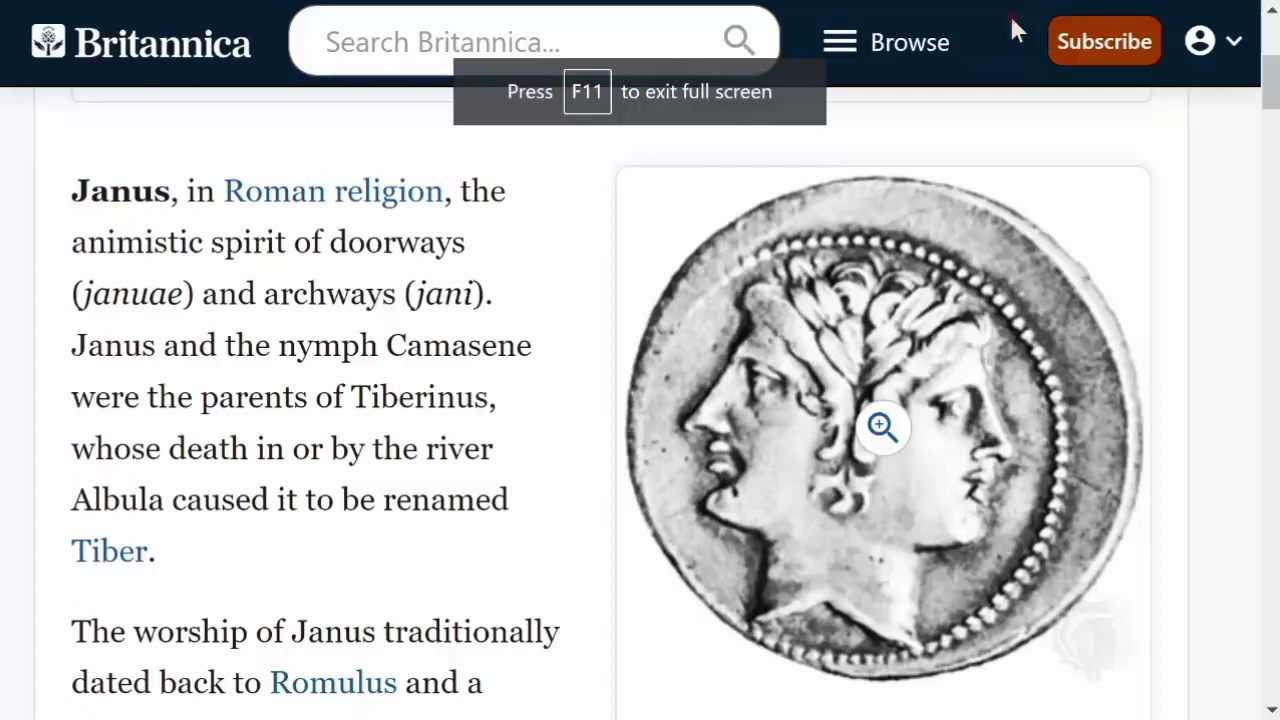 Britannica
Search Britannica...
Browse
Subscribe
Press F11 to exit full screen
Janus, in Roman religion, the
animistic spirit of doorways
(januae) and archways (jani).
Janus and the nymph Camasene
were the parents of Tiberinus,
whose death in or by the river
Albula caused it to be renamed
Tiber.
The worship of Janus traditionally
dated back to Romulus and a